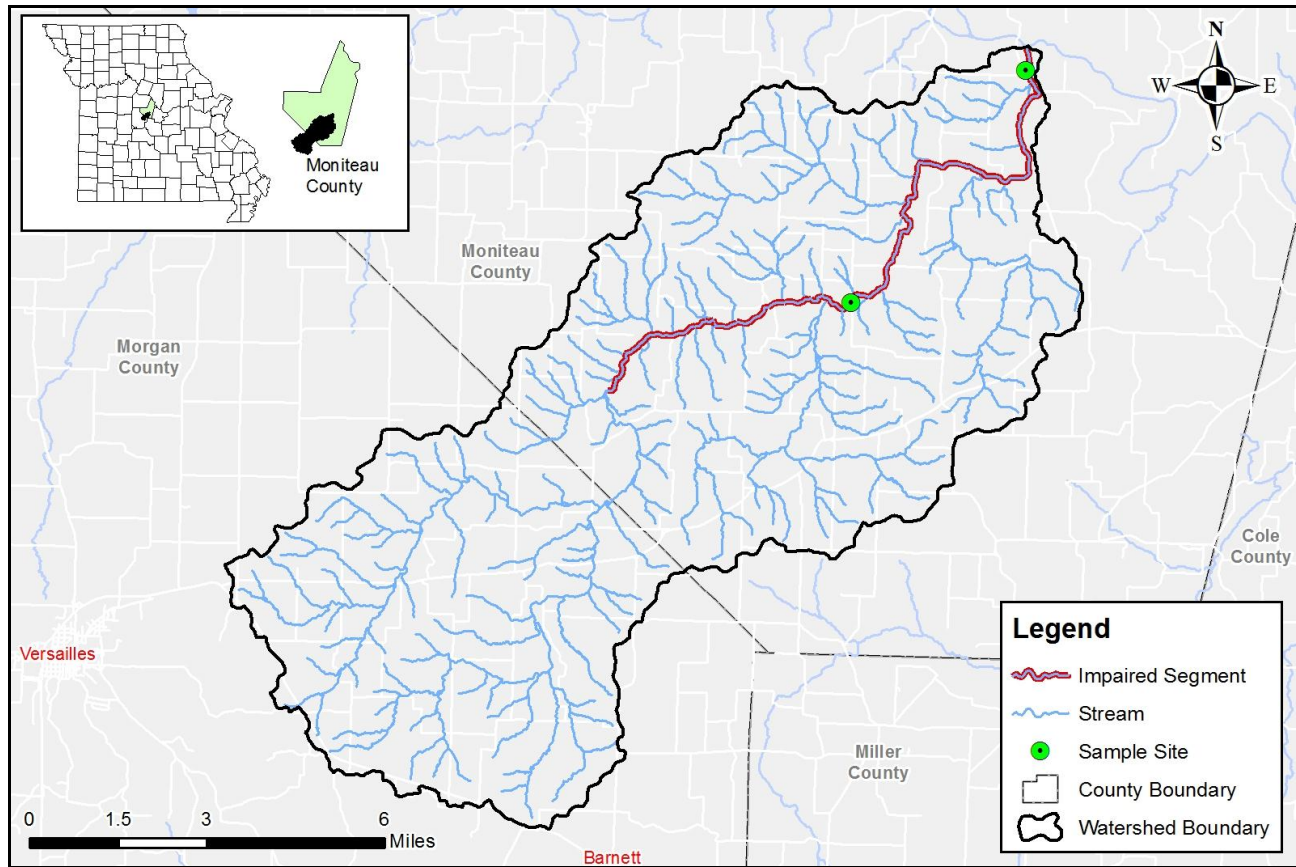 Moniteau
County
N
W
E
S
Moniteau
County
Morgan
County
Cole
County
Versailles
Miller
County
Barnett
0
1.5
3
6
Miles
Legend
Impaired Segment
Stream
Sample Site
County Boundary
Watershed Boundary